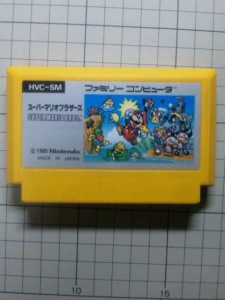 HVC-SM
ファミリー コンピュータ
スーパーマリオブラザーズ
SUPER MARIO BROS.
© 1985 Nintendo
MADE IN JAPAN
5
10
15